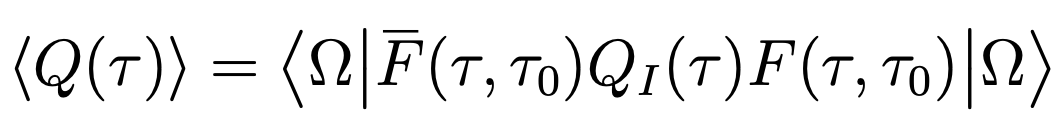 ⟨Q(τ)⟩ = ⟨Ω|F̅(τ, τ₀)Q_I(τ)F(τ, τ₀)|Ω⟩